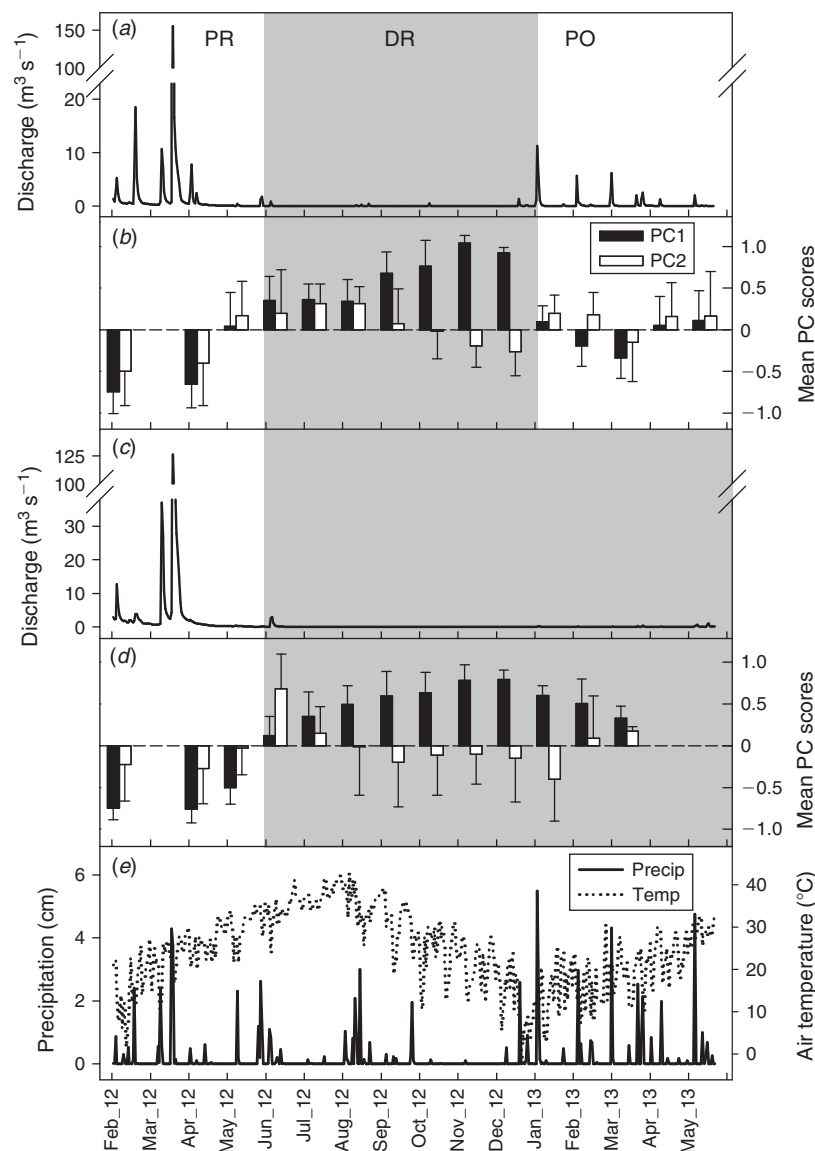 (a)
PR
DR
PO
150
100
20
10
0
Discharge (m³ s⁻¹)
(b)
PC1
PC2
1.0
0.5
0
−0.5
−1.0
Mean PC scores
(c)
125
100
30
20
10
0
Discharge (m³ s⁻¹)
(d)
1.0
0.5
0
−0.5
−1.0
Mean PC scores
(e)
Precip
Temp
6
4
2
0
Precipitation (cm)
40
30
20
10
0
Air temperature (°C)
Feb_12
Mar_12
Apr_12
May_12
Jun_12
Jul_12
Aug_12
Sep_12
Oct_12
Nov_12
Dec_12
Jan_13
Feb_13
Mar_13
Apr_13
May_13